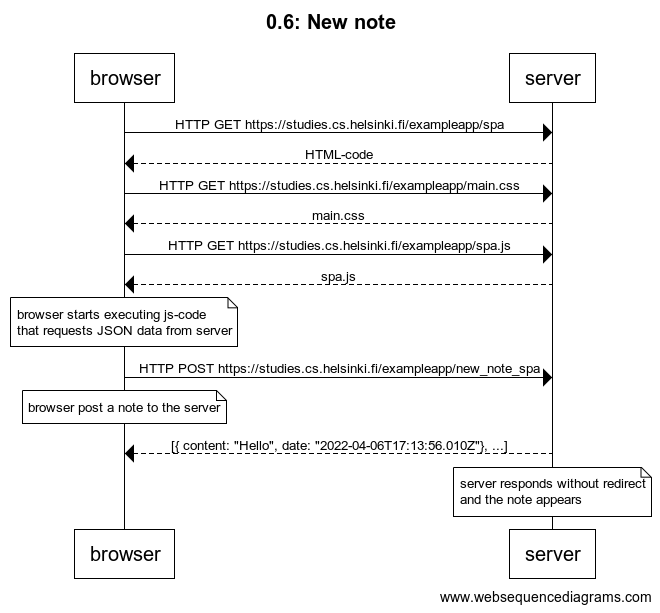 0.6: New note
browser
server
HTTP GET https://studies.cs.helsinki.fi/exampleapp/spa
HTML-code
HTTP GET https://studies.cs.helsinki.fi/exampleapp/main.css
main.css
HTTP GET https://studies.cs.helsinki.fi/exampleapp/spa.js
spa.js
browser starts executing js-code
that requests JSON data from server
HTTP POST https://studies.cs.helsinki.fi/exampleapp/new_note_spa
browser post a note to the server
[{ content: "Hello", date: "2022-04-06T17:13:56.010Z"}, ...]
server responds without redirect
and the note appears
browser
server
www.websequencediagrams.com